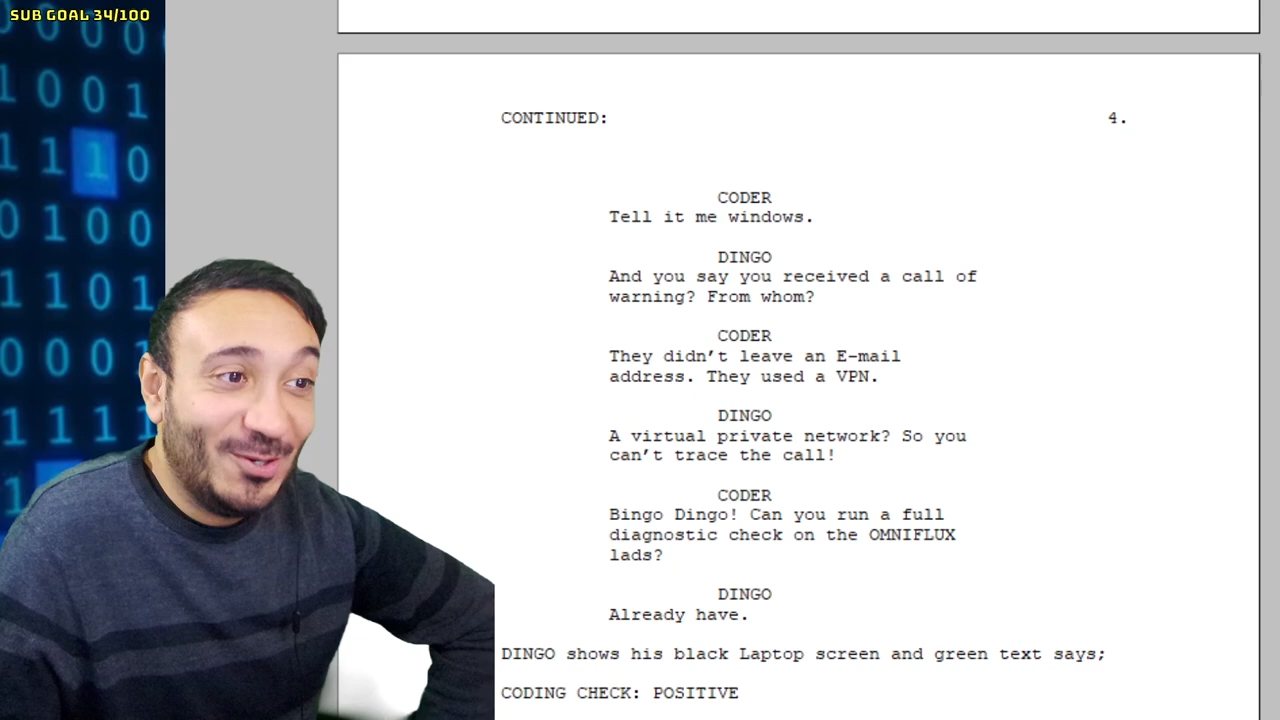 SUB GOAL 34/100
CONTINUED: 4.
CODER
Tell it me windows.
DINGO
And you say you received a call of
warning? From whom?
CODER
They didn't leave an E-mail
address. They used a VPN.
DINGO
A virtual private network? So you
can't trace the call!
CODER
Bingo Dingo! Can you run a full
diagnostic check on the OMNIFLUX
lads?
DINGO
Already have.
DINGO shows his black Laptop screen and green text says;
CODING CHECK: POSITIVE